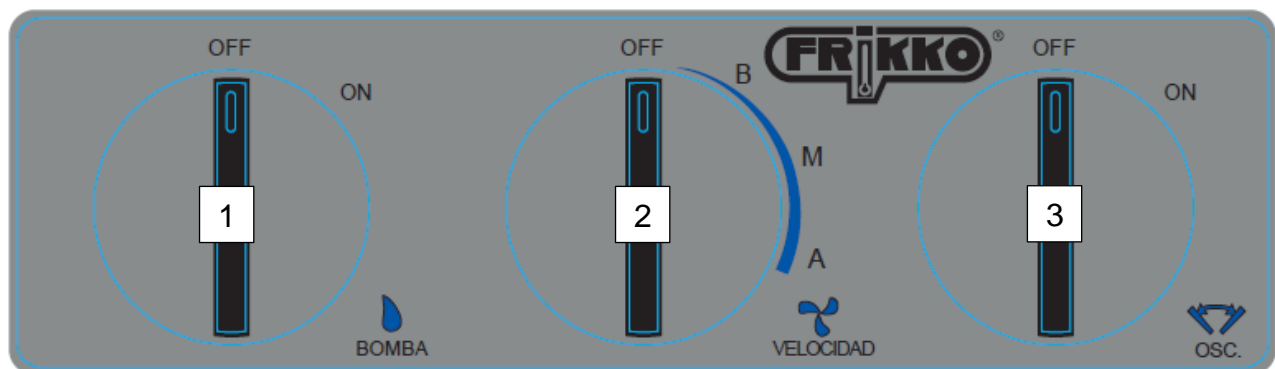 OFF
ON
1
BOMBA
OFF
B
M
A
2
VELOCIDAD
FRIKKO®
OFF
ON
3
OSC.